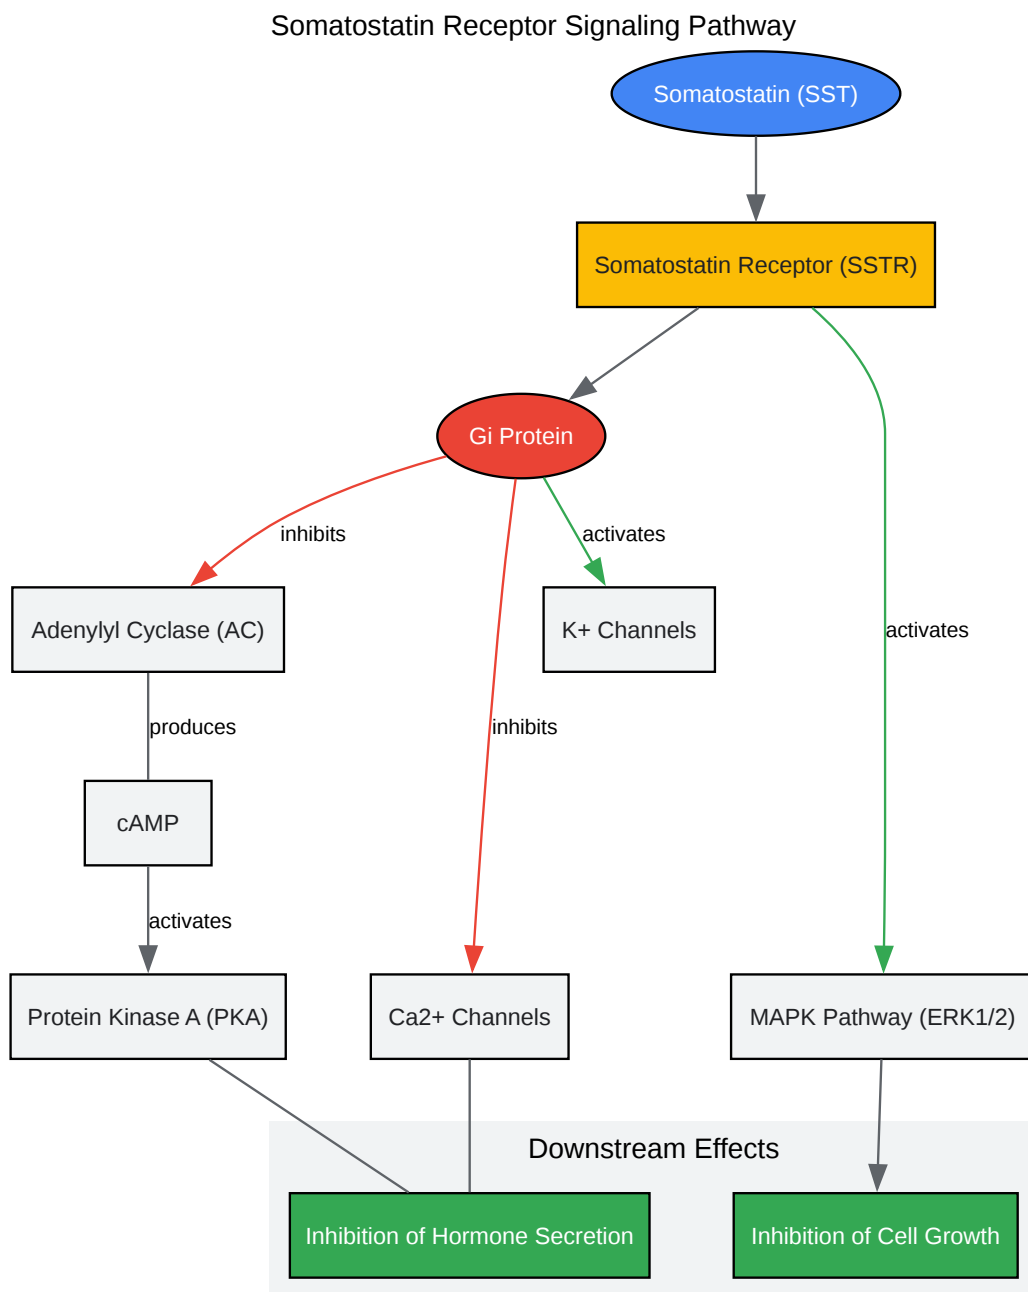 Somatostatin Receptor Signaling Pathway
Somatostatin (SST)
Somatostatin Receptor (SSTR)
Gi Protein
inhibits
activates
Adenylyl Cyclase (AC)
K+ Channels
activates
produces
inhibits
cAMP
activates
Protein Kinase A (PKA)
Ca2+ Channels
MAPK Pathway (ERK1/2)
Downstream Effects
Inhibition of Hormone Secretion
Inhibition of Cell Growth